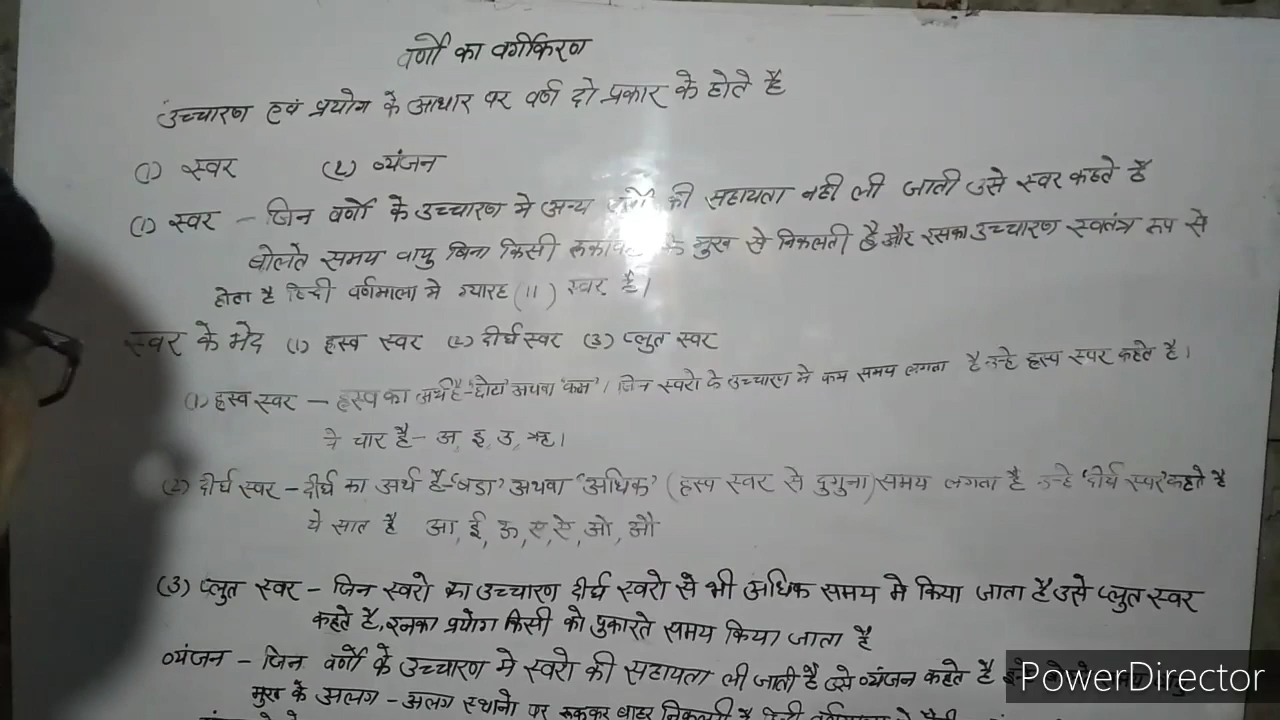 वर्णो का वर्गीकिरण
उच्चारण एवं प्रयोग के आधार पर वर्ण दो प्रकार के होते है
(1) स्वर (2) व्यंजन
(1) स्वर - जिन वर्णो के उच्चारण मे अन्य की सहायता नही ली जाती उसे स्वर कहते है
बोलते समय वायु बिना किसी मुख से निकलती है और इसका उच्चारण स्वतंत्र रूप से
होता है हिन्दी वर्णमाला मे ग्यारह (11) स्वर है।
स्वर के भेद (1) ह्रस्व स्वर (2) दीर्घ स्वर (3) प्लुत स्वर
(1) ह्रस्व स्वर - ह्रस्व का अर्थ है-'छोटा' अथवा 'कम'। जिन स्वरो के उच्चारण मे कम समय लगता है उन्हे ह्रस्व स्वर कहते है।
ये चार है- अ, इ, उ, ऋ।
(2) दीर्घ स्वर - दीर्घ का अर्थ है-'बडा' अथवा 'अधिक' (ह्रस्व स्वर से दुगुना) समय लगता है उन्हे 'दीर्घ स्वर' कहते है
ये सात है आ, ई, ऊ, ए, ऐ, ओ, औ
(3) प्लुत स्वर - जिन स्वरो का उच्चारण दीर्घ स्वरो से भी अधिक समय मे किया जाता है उसे प्लुत स्वर
कहते है, इनका प्रयोग किसी को पुकारते समय किया जाता है
व्यंजन - जिन वर्णो के उच्चारण मे स्वरो की सहायता ली जाती है उसे व्यंजन कहते है
मुख के अलग - अलग स्थानो पर रूककर बाहर निकलती है
PowerDirector